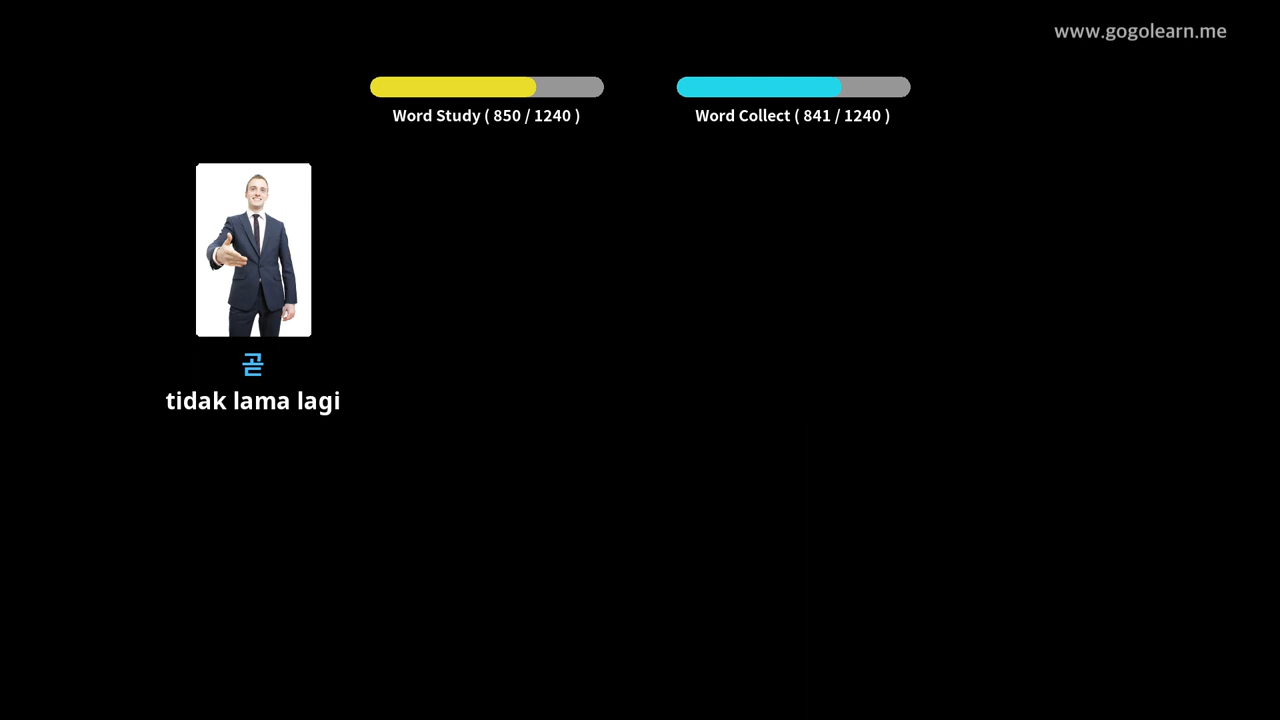 www.gogolearn.me
Word Study ( 850 / 1240 )
Word Collect ( 841 / 1240 )
곧
tidak lama lagi